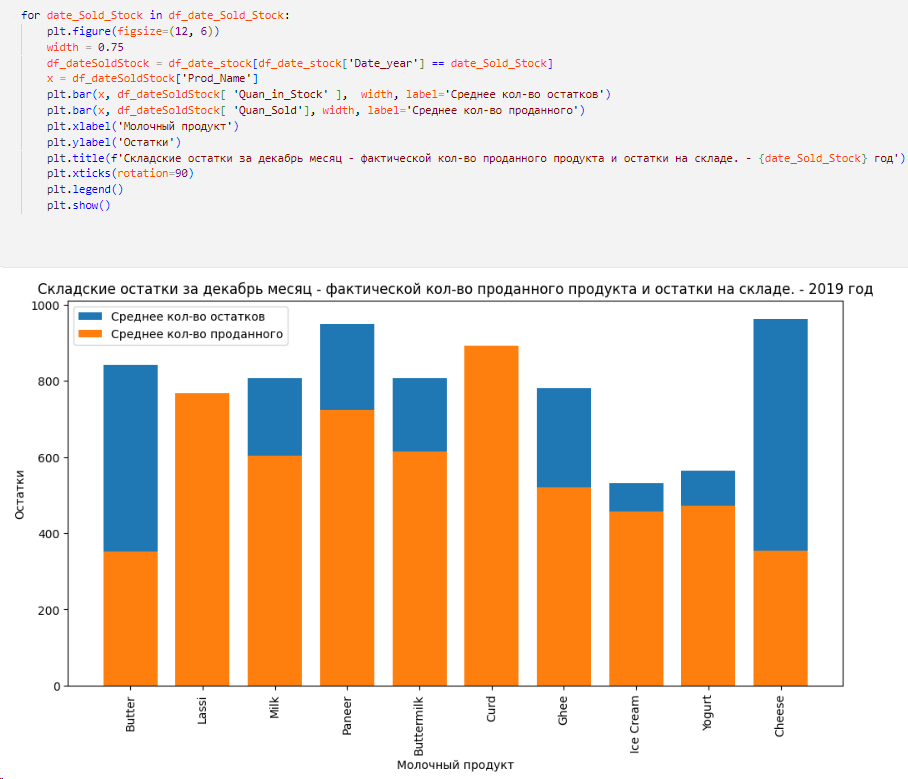 for date_Sold_Stock in df_date_Sold_Stock:
    plt.figure(figsize=(12, 6))
    width = 0.75
    df_dateSoldStock = df_date_stock[df_date_stock['Date_year'] == date_Sold_Stock]
    x = df_dateSoldStock['Prod_Name']
    plt.bar(x, df_dateSoldStock[ 'Quan_in_Stock' ],  width, label='Среднее кол-во остатков')
    plt.bar(x, df_dateSoldStock[ 'Quan_Sold'], width, label='Среднее кол-во проданного')
    plt.xlabel('Молочный продукт')
    plt.ylabel('Остатки')
    plt.title(f'Складские остатки за декабрь месяц - фактической кол-во проданного продукта и остатки на складе. - {date_Sold_Stock} год')
    plt.xticks(rotation=90)
    plt.legend()
    plt.show()
Складские остатки за декабрь месяц - фактической кол-во проданного продукта и остатки на складе. - 2019 год
Среднее кол-во остатков
Среднее кол-во проданного
1000
800
600
400
200
0
Остатки
Butter
Lassi
Milk
Paneer
Buttermilk
Curd
Ghee
Ice Cream
Yogurt
Cheese
Молочный продукт